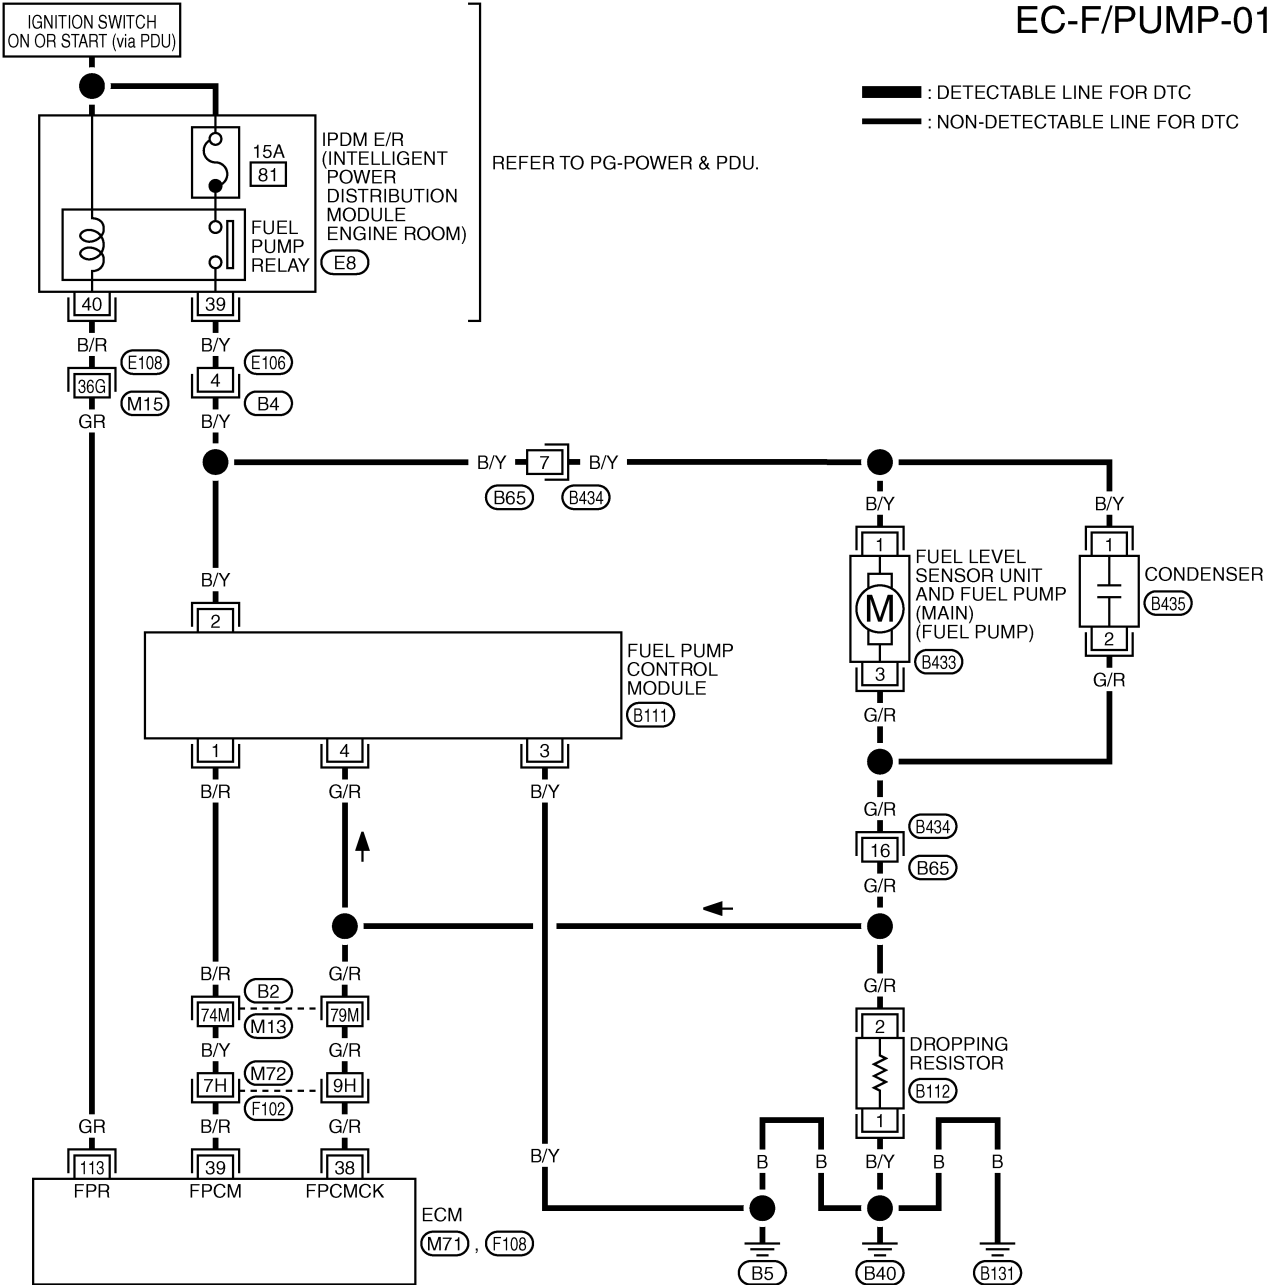 IGNITION SWITCH
ON OR START (via PDU)
EC-F/PUMP-01
: DETECTABLE LINE FOR DTC
: NON-DETECTABLE LINE FOR DTC
15A
81
IPDM E/R
(INTELLIGENT
POWER
DISTRIBUTION
MODULE
ENGINE ROOM)
E8
REFER TO PG-POWER & PDU.
FUEL
PUMP
RELAY
40
39
B/R
B/Y
E108
E106
36G
4
M15
B4
GR
B/Y
B/Y
7
B/Y
B65
B434
B/Y
B/Y
1
1
FUEL LEVEL
SENSOR UNIT
AND FUEL PUMP
(MAIN)
(FUEL PUMP)
M
B433
CONDENSER
B435
B/Y
2
3
2
FUEL PUMP
CONTROL
MODULE
B111
G/R
G/R
1
4
3
B/R
G/R
B/Y
G/R
B434
16
B65
G/R
B/R
G/R
G/R
B2
74M
79M
M13
2
DROPPING
RESISTOR
B112
B/Y
G/R
M72
7H
9H
F102
1
GR
B/R
G/R
B/Y
B
B
B/Y
B
B
113
39
38
FPR
FPCM
FPCMCK
ECM
M71 , F108
B5
B40
B131